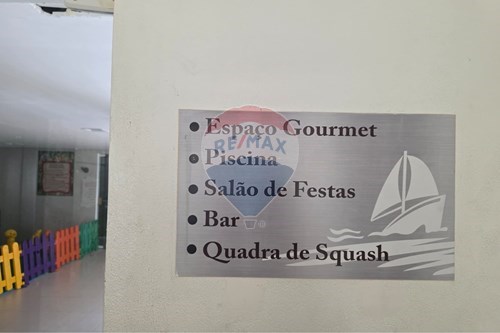 • Espaço Gourmet
• Piscina
• Salão de Festas
• Bar
• Quadra de Squash
RE/MAX